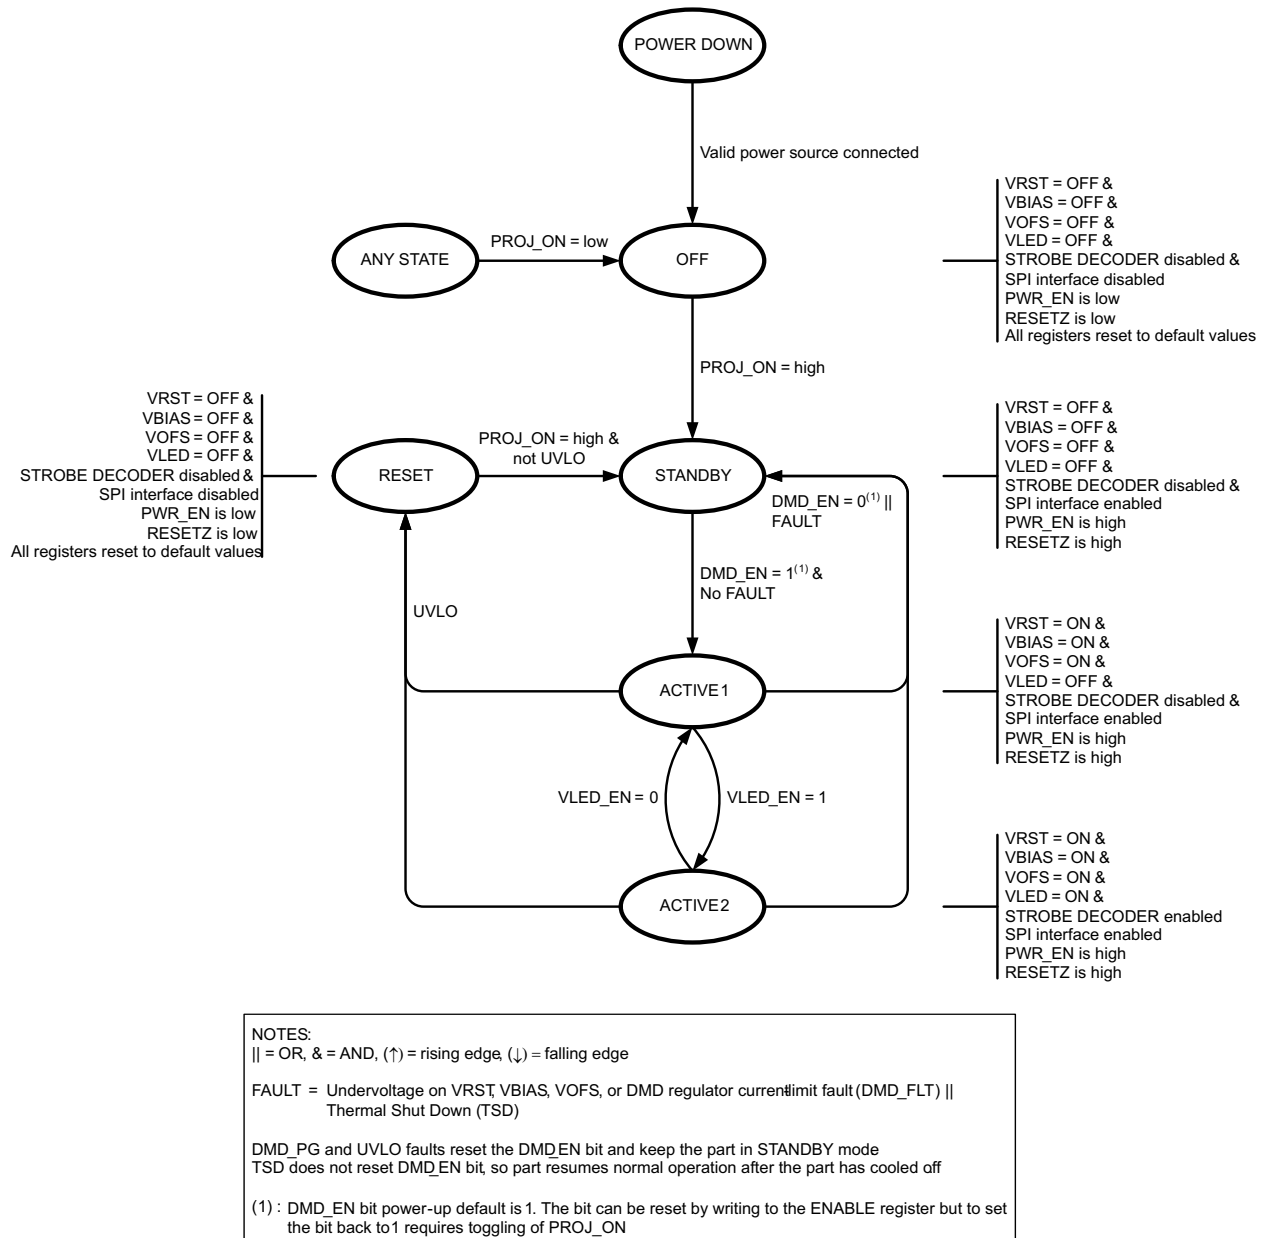 POWER DOWN
Valid power source connected
ANY STATE
PROJ_ON = low
OFF
VRST = OFF &
VBIAS = OFF &
VOFS = OFF &
VLED = OFF &
STROBE DECODER disabled &
SPI interface disabled
PWR_EN is low
RESETZ is low
All registers reset to default values
PROJ_ON = high
VRST = OFF &
VBIAS = OFF &
VOFS = OFF &
VLED = OFF &
STROBE DECODER disabled &
SPI interface disabled
PWR_EN is low
RESETZ is low
All registers reset to default values
RESET
PROJ_ON = high &
not UVLO
STANDBY
DMD_EN = 0(1) ||
FAULT
VRST = OFF &
VBIAS = OFF &
VOFS = OFF &
VLED = OFF &
STROBE DECODER disabled &
SPI interface enabled
PWR_EN is high
RESETZ is high
DMD_EN = 1(1) &
No FAULT
UVLO
ACTIVE1
VRST = ON &
VBIAS = ON &
VOFS = ON &
VLED = OFF &
STROBE DECODER disabled &
SPI interface enabled
PWR_EN is high
RESETZ is high
VLED_EN = 0
VLED_EN = 1
ACTIVE2
VRST = ON &
VBIAS = ON &
VOFS = ON &
VLED = ON &
STROBE DECODER enabled
SPI interface enabled
PWR_EN is high
RESETZ is high
NOTES:
|| = OR, & = AND, (↑) = rising edge, (↓) = falling edge
FAULT = Undervoltage on VRST, VBIAS, VOFS, or DMD regulator current-limit fault (DMD_FLT) ||
Thermal Shut Down (TSD)
DMD_PG and UVLO faults reset the DMD_EN bit and keep the part in STANDBY mode
TSD does not reset DMD_EN bit, so part resumes normal operation after the part has cooled off
(1) : DMD_EN bit power-up default is 1. The bit can be reset by writing to the ENABLE register but to set
the bit back to 1 requires toggling of PROJ_ON